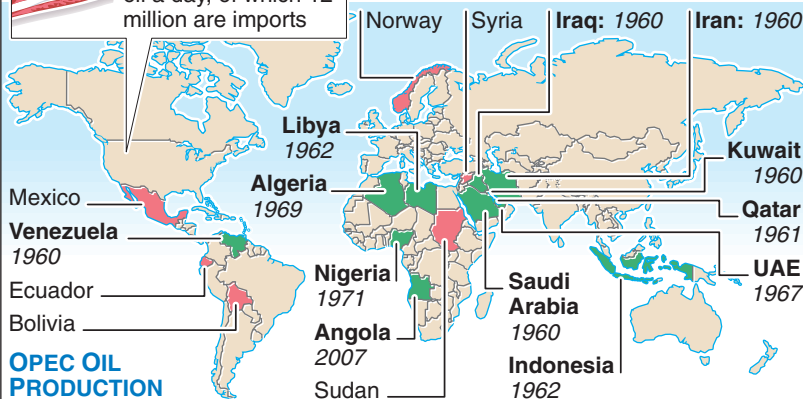 million are imports
Norway
Syria
Iraq: 1960
Iran: 1960
Libya
1962
Kuwait
1960
Algeria
1969
Mexico
Qatar
1961
Venezuela
1960
UAE
1967
Ecuador
Nigeria
1971
Saudi
Arabia
1960
Bolivia
Angola
2007
Indonesia
1962
OPEC OIL
PRODUCTION
Sudan